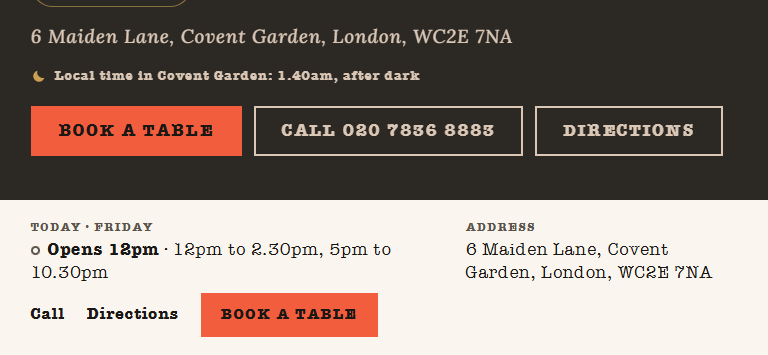 6 Maiden Lane, Covent Garden, London, WC2E 7NA
Local time in Covent Garden: 1.40am, after dark
BOOK A TABLE
CALL 020 7836 8883
DIRECTIONS
TODAY · FRIDAY
Opens 12pm · 12pm to 2.30pm, 5pm to
10.30pm
ADDRESS
6 Maiden Lane, Covent
Garden, London, WC2E 7NA
Call
Directions
BOOK A TABLE